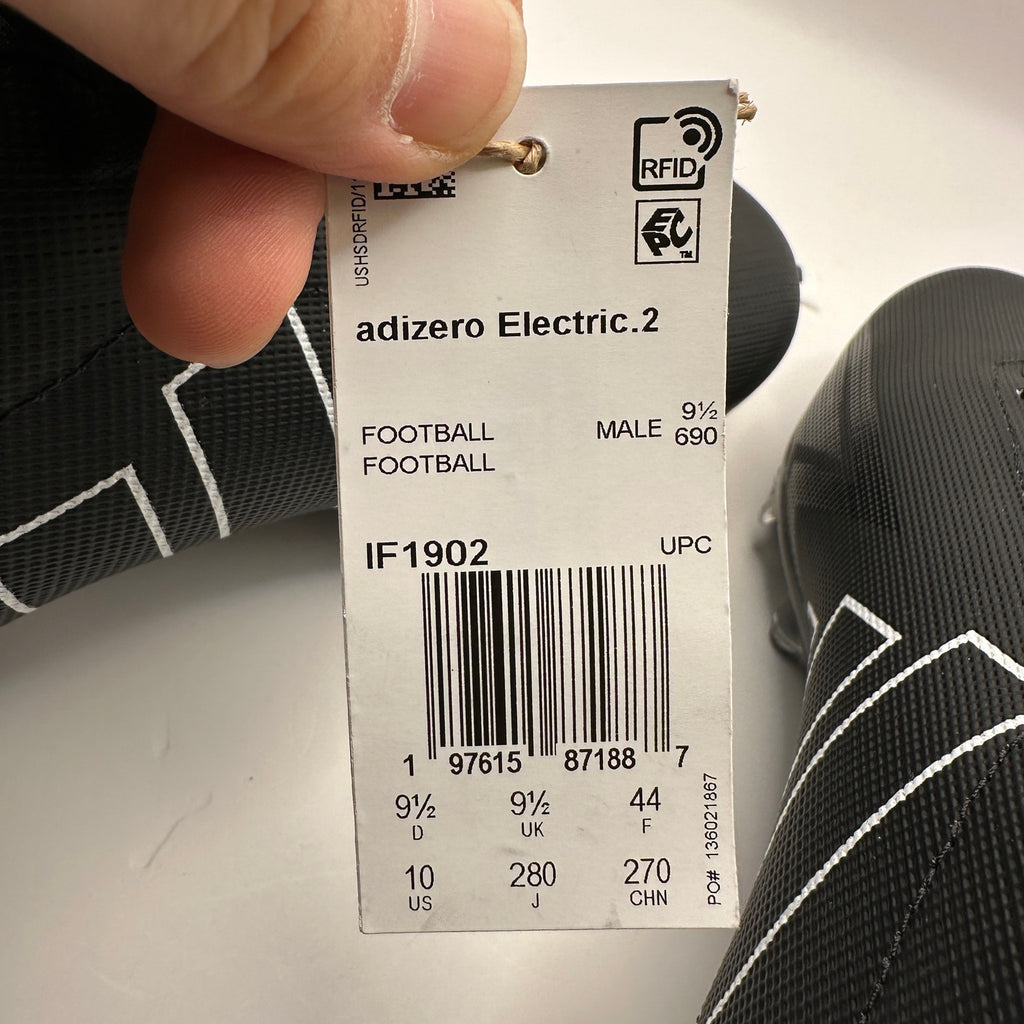 RFID
EPC™
USHSDRFID/1
adizero Electric.2
9½
FOOTBALL MALE 690
FOOTBALL
IF1902 UPC
1 97615 87188 7
9½ 9½ 44
D UK F
10 280 270
US J CHN
PO# 136021867